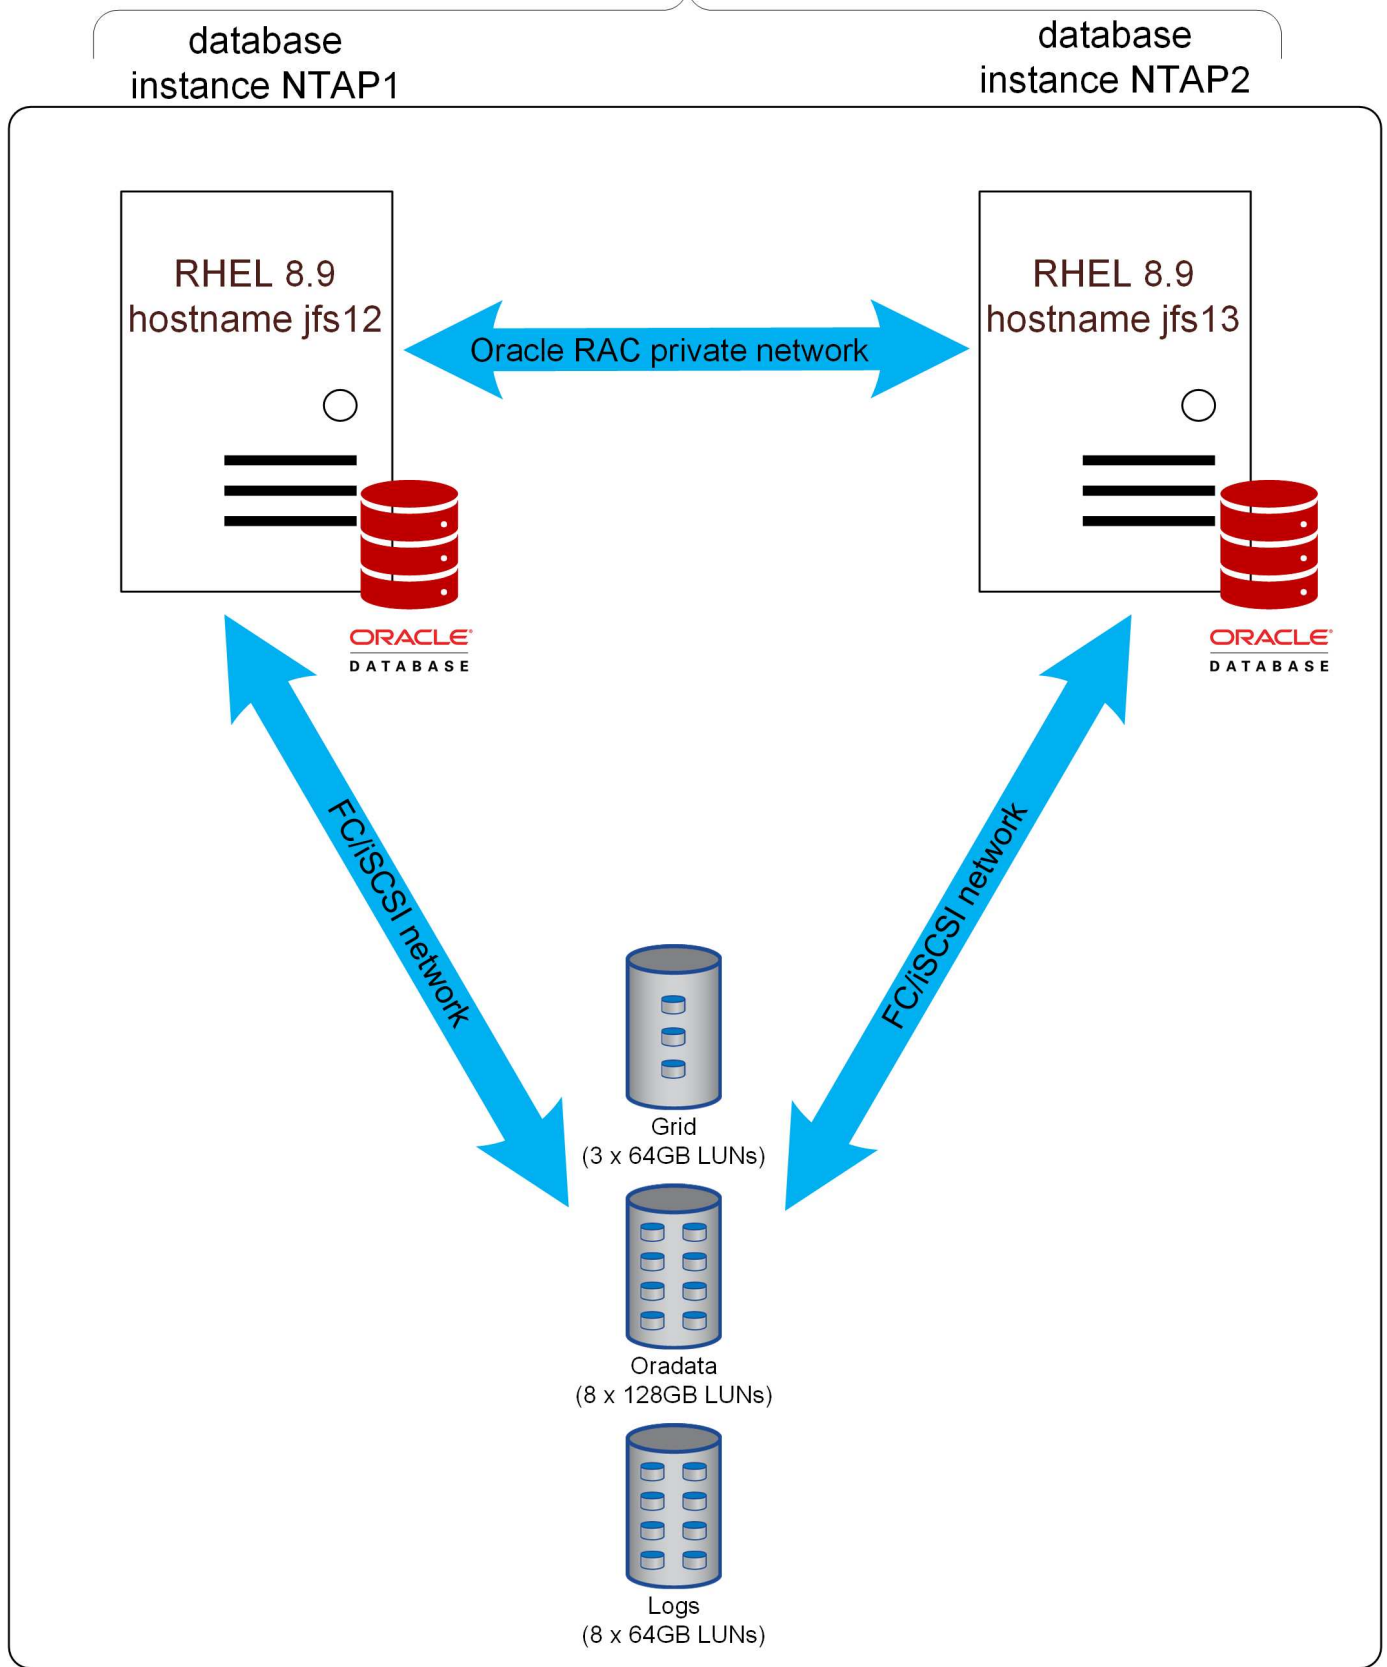 database
instance NTAP1
database
instance NTAP2
RHEL 8.9
hostname jfs12
RHEL 8.9
hostname jfs13
Oracle RAC private network
ORACLE®
DATABASE
ORACLE®
DATABASE
FC/iSCSI network
FC/iSCSI network
Grid
(3 x 64GB LUNs)
Oradata
(8 x 128GB LUNs)
Logs
(8 x 64GB LUNs)